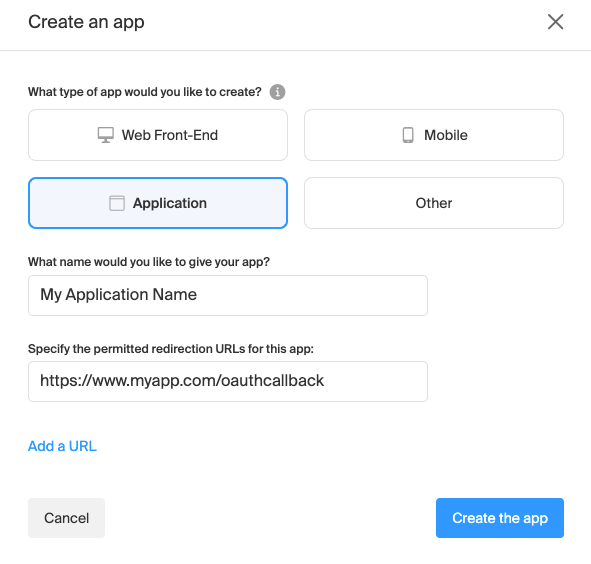 Create an app
What type of app would you like to create?
Web Front-End
Mobile
Application
Other
What name would you like to give your app?
My Application Name
Specify the permitted redirection URLs for this app:
https://www.myapp.com/oauthcallback
Add a URL
Cancel
Create the app